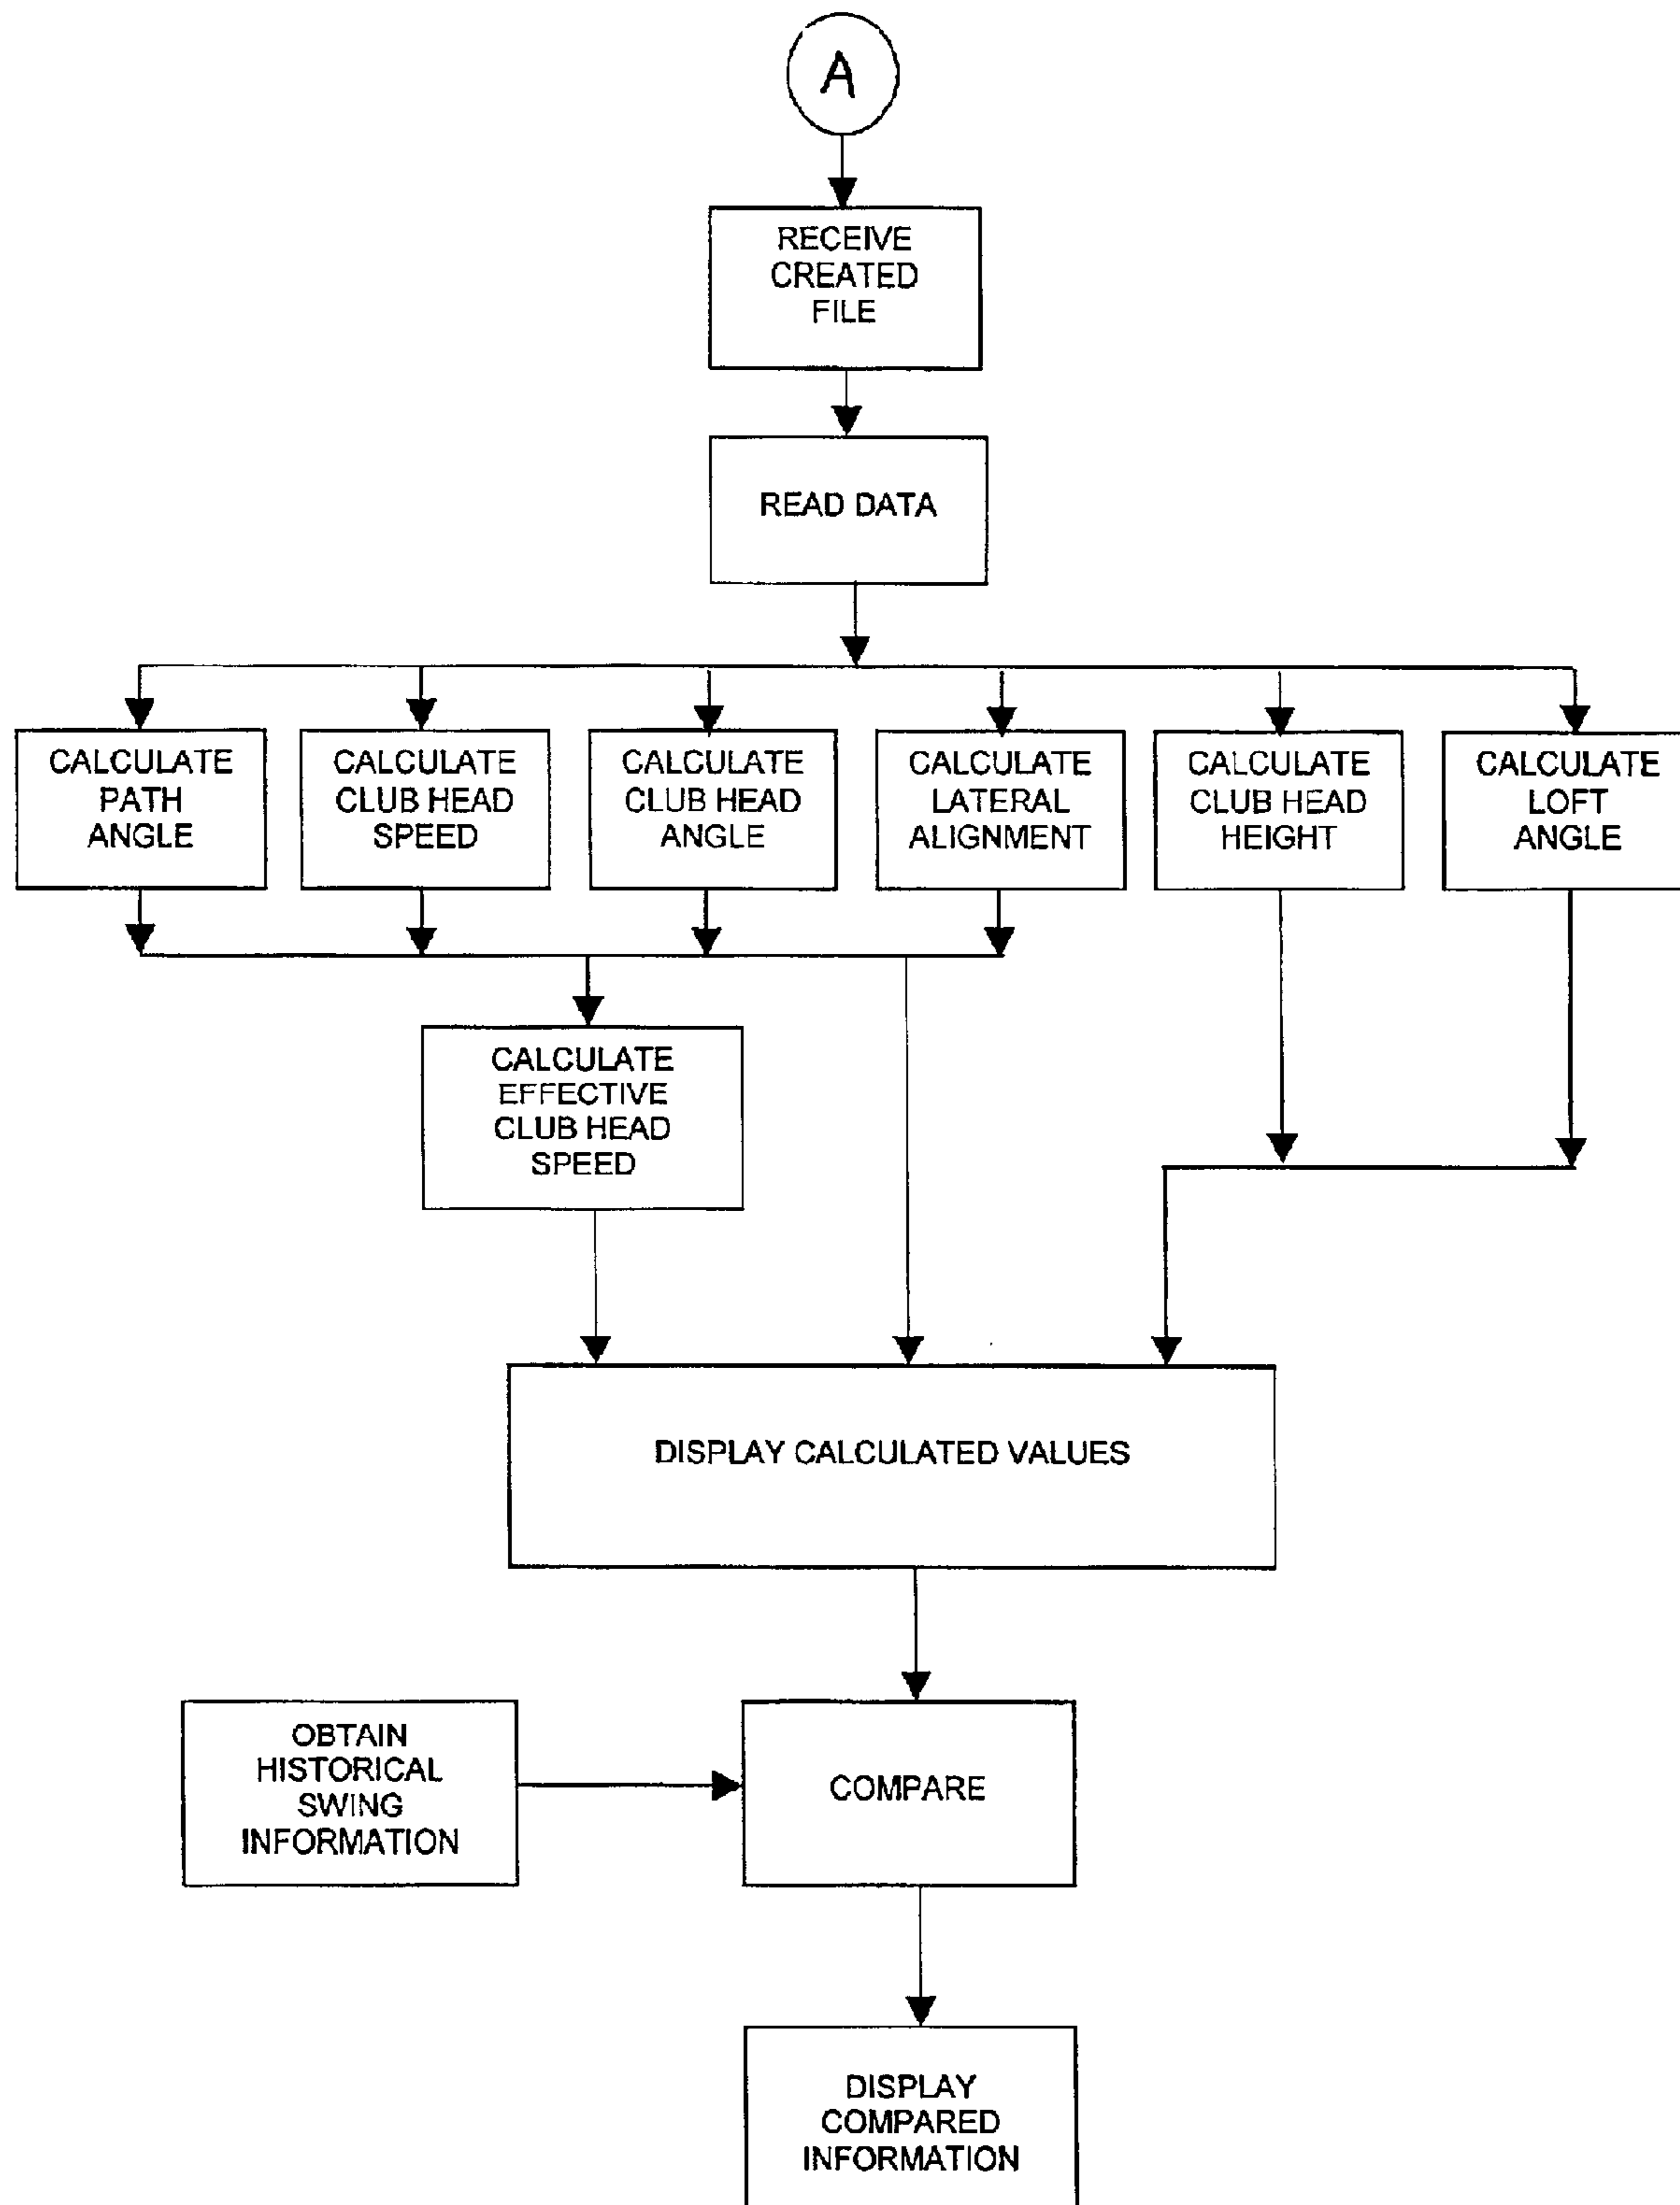 A
RECEIVE
CREATED
FILE
READ DATA
CALCULATE
PATH
ANGLE
CALCULATE
CLUB HEAD
SPEED
CALCULATE
CLUB HEAD
ANGLE
CALCULATE
LATERAL
ALIGNMENT
CALCULATE
CLUB HEAD
HEIGHT
CALCULATE
LOFT
ANGLE
CALCULATE
EFFECTIVE
CLUB HEAD
SPEED
DISPLAY CALCULATED VALUES
OBTAIN
HISTORICAL
SWING
INFORMATION
COMPARE
DISPLAY
COMPARED
INFORMATION